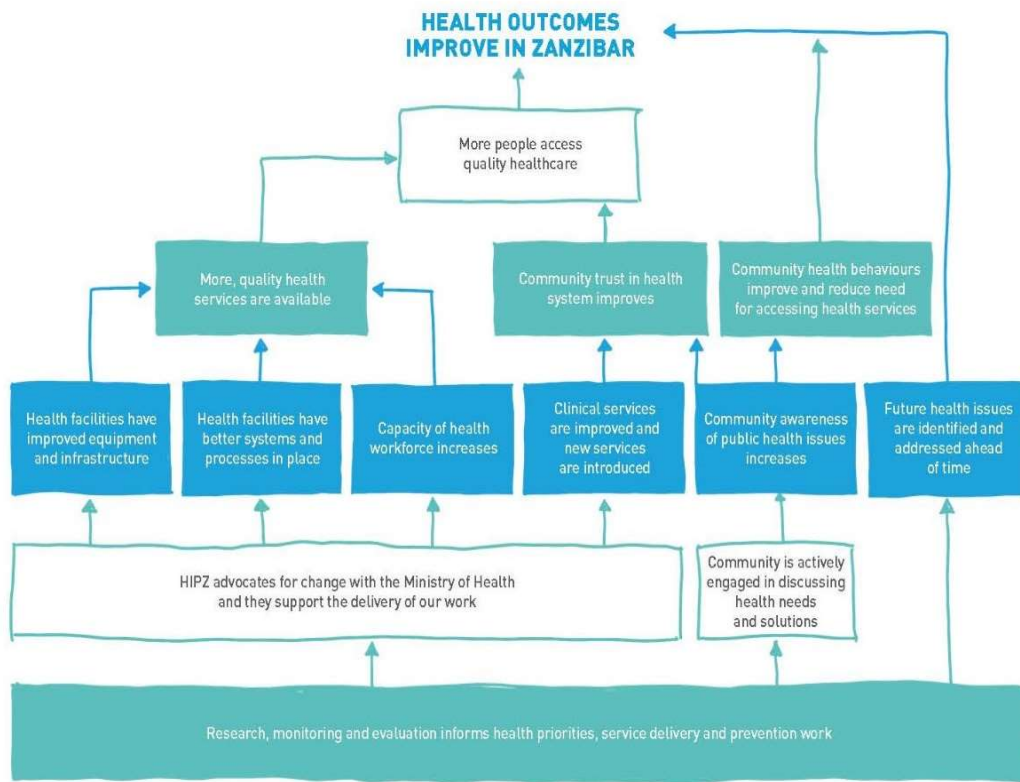 HEALTH OUTCOMES
IMPROVE IN ZANZIBAR
More people access
quality healthcare
More, quality health
services are available
Community trust in health
system improves
Community health behaviours
improve and reduce need
for accessing health services
Health facilities have
improved equipment
and infrastructure
Health facilities have
better systems and
processes in place
Capacity of health
workforce increases
Clinical services
are improved and
new services
are introduced
Community awareness
of public health issues
increases
Future health issues
are identified and
addressed ahead
of time
HIPZ advocates for change with the Ministry of Health
and they support the delivery of our work
Community is actively
engaged in discussing
health needs
and solutions
Research, monitoring and evaluation informs health priorities, service delivery and prevention work